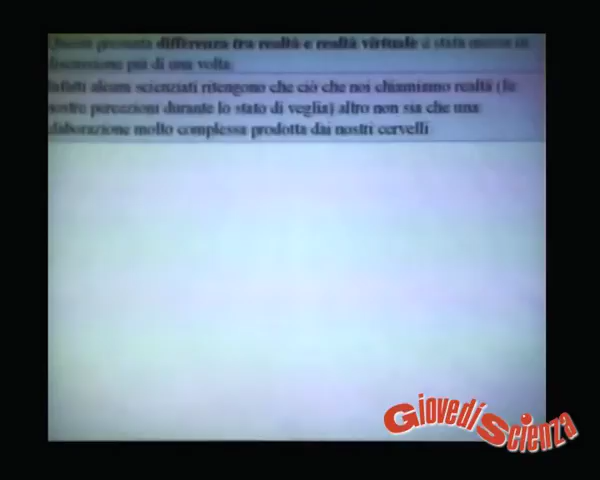 Questa presunta differenza tra realtà e realtà virtuale è stata messa in
discussione più di una volta.
Infatti alcuni scienziati ritengono che ciò che noi chiamiamo realtà (le
nostre percezioni durante lo stato di veglia) altro non sia che una
elaborazione molto complessa prodotta dai nostri cervelli
Giovedì
Scienza